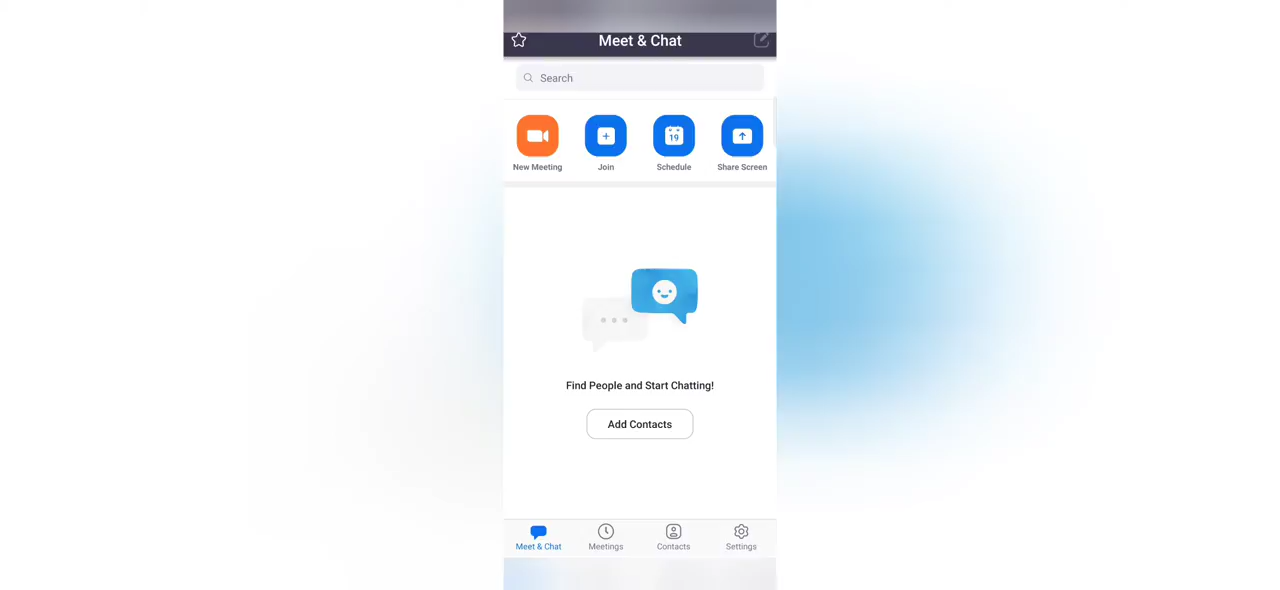 Meet & Chat
Search
19
New Meeting
Join
Schedule
Share Screen
Find People and Start Chatting!
Add Contacts
Meet & Chat
Meetings
Contacts
Settings